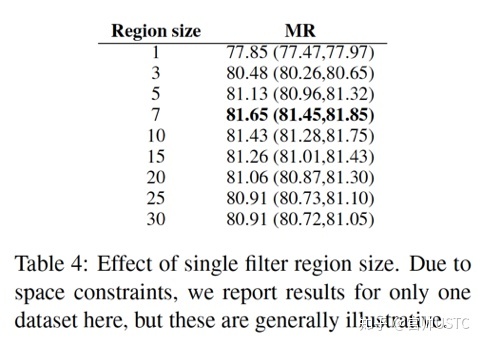 Region size MR
1 77.85 (77.47,77.97)
3 80.48 (80.26,80.65)
5 81.13 (80.96,81.32)
7 81.65 (81.45,81.85)
10 81.43 (81.28,81.75)
15 81.26 (81.01,81.43)
20 81.06 (80.87,81.30)
25 80.91 (80.73,81.10)
30 80.91 (80.72,81.05)
Table 4: Effect of single filter region size. Due to
space constraints, we report results for only one
dataset here, but these are generally illustrative.